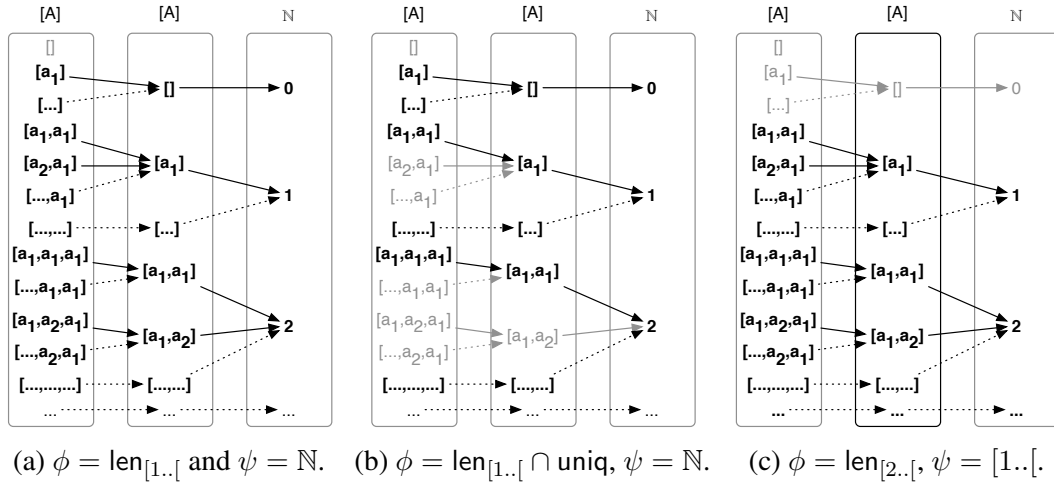 [A] [A] ℕ [A] [A] ℕ [A] [A] ℕ
[] [] []
[a₁] [a₁] [a₁]
[] 0 [] 0 [] 0
[...] [...] [...]
[a₁,a₁] [a₁,a₁] [a₁,a₁]
[a₂,a₁] [a₁] [a₂,a₁] [a₁] [a₂,a₁] [a₁]
[...,a₁] 1 [...,a₁] 1 [...,a₁] 1
[...,...] [...] [...,...] [...] [...,...] [...]
[a₁,a₁,a₁] [a₁,a₁,a₁] [a₁,a₁,a₁]
[a₁,a₁] [a₁,a₁] [a₁,a₁]
[...,a₁,a₁] [...,a₁,a₁] [...,a₁,a₁]
[a₁,a₂,a₁] 2 [a₁,a₂,a₁] 2 [a₁,a₂,a₁] 2
[a₁,a₂] [a₁,a₂] [a₁,a₂]
[...,a₂,a₁] [...,a₂,a₁] [...,a₂,a₁]
[...,...,...] [...,...] [...,...,...] [...,...] [...,...,...] [...,...]
... ... ... ... ... ... ... ... ...
(a) ϕ = len[1..[ and ψ = ℕ. (b) ϕ = len[1..[ ∩ uniq, ψ = ℕ. (c) ϕ = len[2..[, ψ = [1..[.